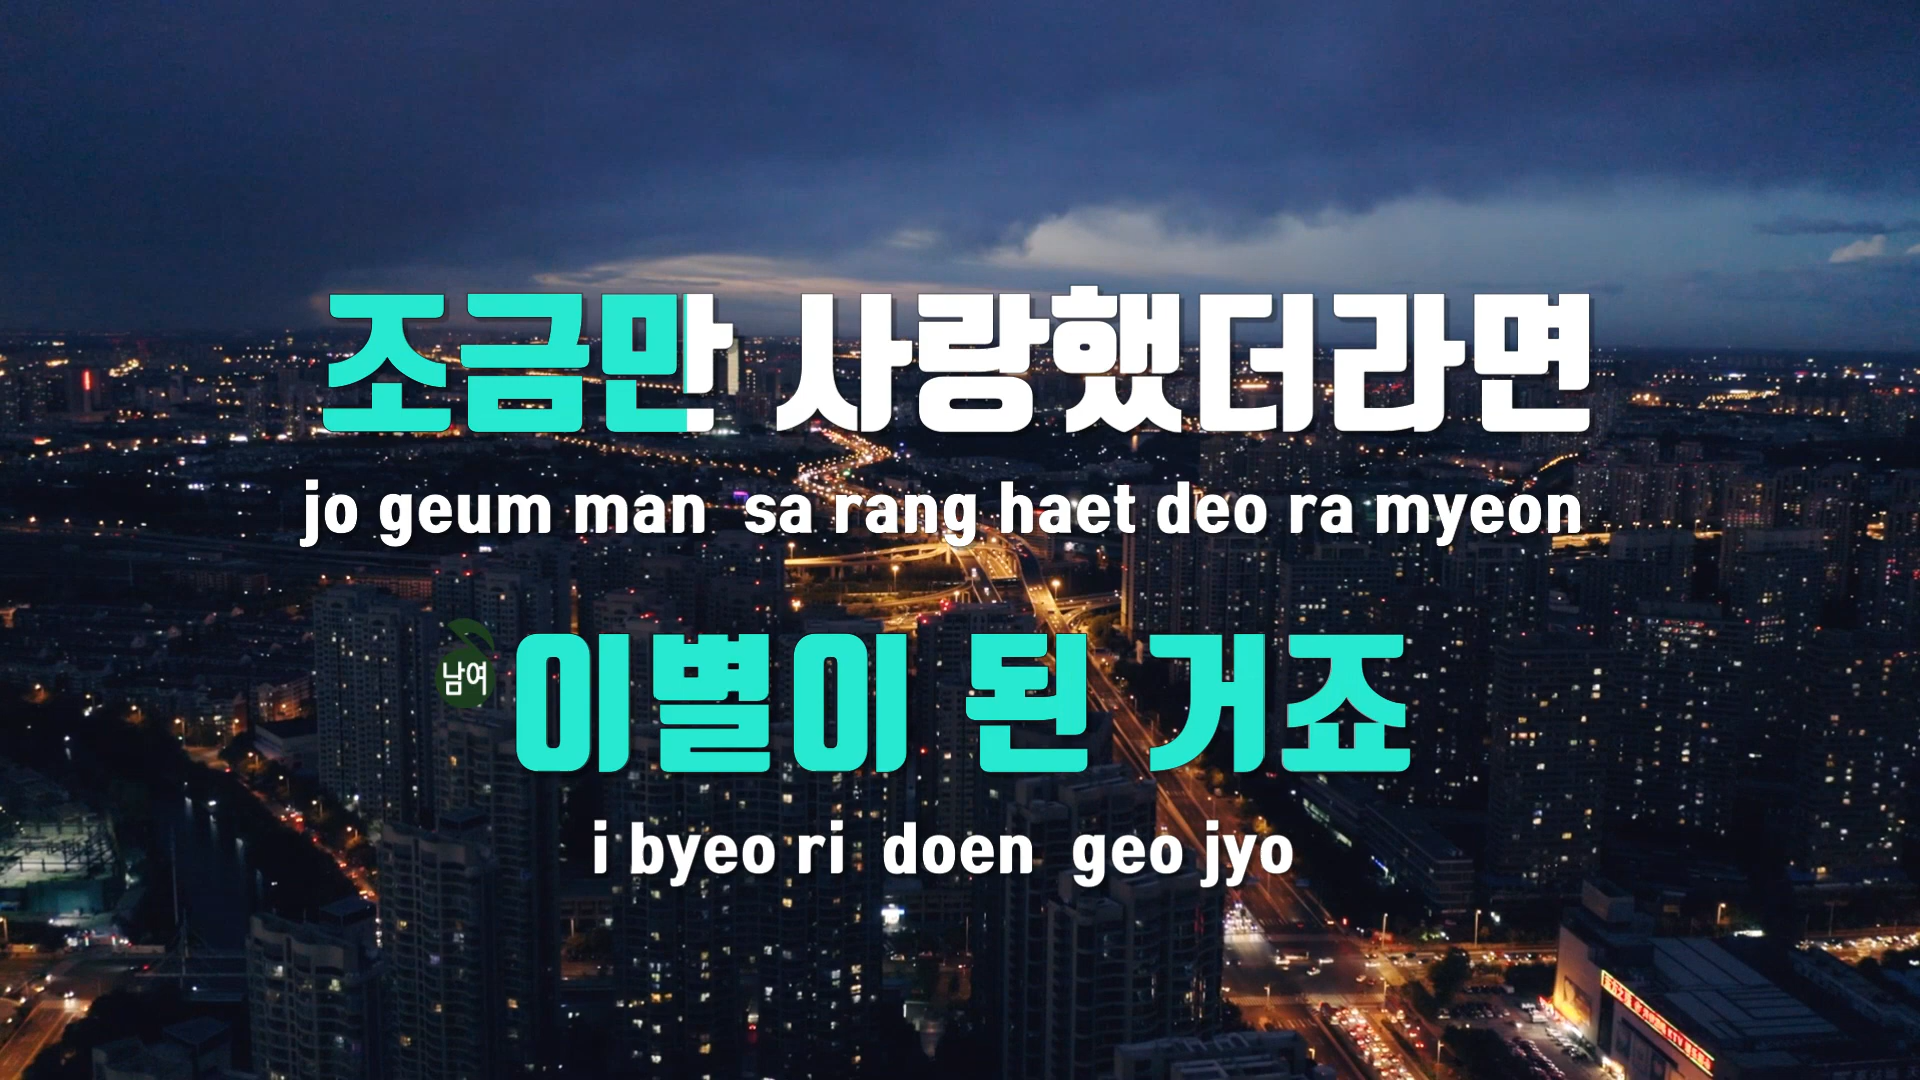 조금만 사랑했더라면
jo geum man sa rang haet deo ra myeon
남여 이별이 된 거죠
i byeo ri doen geo jyo